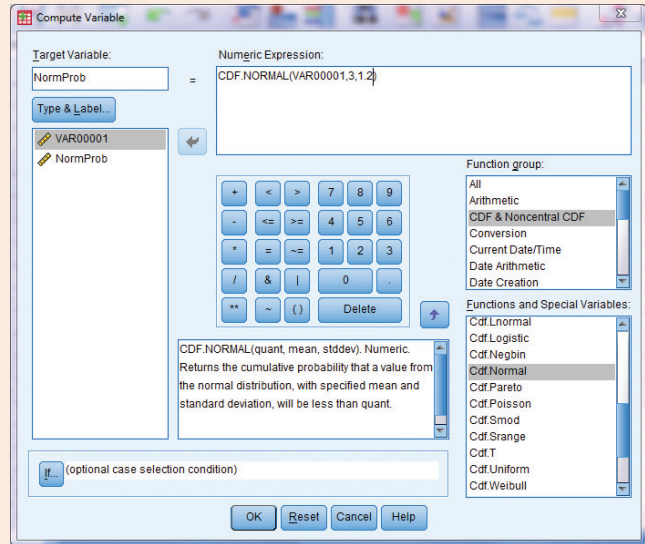 Compute Variable
Target Variable:
NormProb
=
Numeric Expression:
CDF.NORMAL(VAR00001,3,1.2)
Type & Label...
VAR00001
NormProb
+ < > 7 8 9
- <= >= 4 5 6
* = ~= 1 2 3
/ & | 0 .
** ~ ( ) Delete
CDF.NORMAL(quant, mean, stddev). Numeric.
Returns the cumulative probability that a value from
the normal distribution, with specified mean and
standard deviation, will be less than quant.
Function group:
All
Arithmetic
CDF & Noncentral CDF
Conversion
Current Date/Time
Date Arithmetic
Date Creation
Functions and Special Variables:
Cdf.Lnormal
Cdf.Logistic
Cdf.Negbin
Cdf.Normal
Cdf.Pareto
Cdf.Poisson
Cdf.Smod
Cdf.Srange
Cdf.T
Cdf.Uniform
Cdf.Weibull
If... (optional case selection condition)
OK Reset Cancel Help